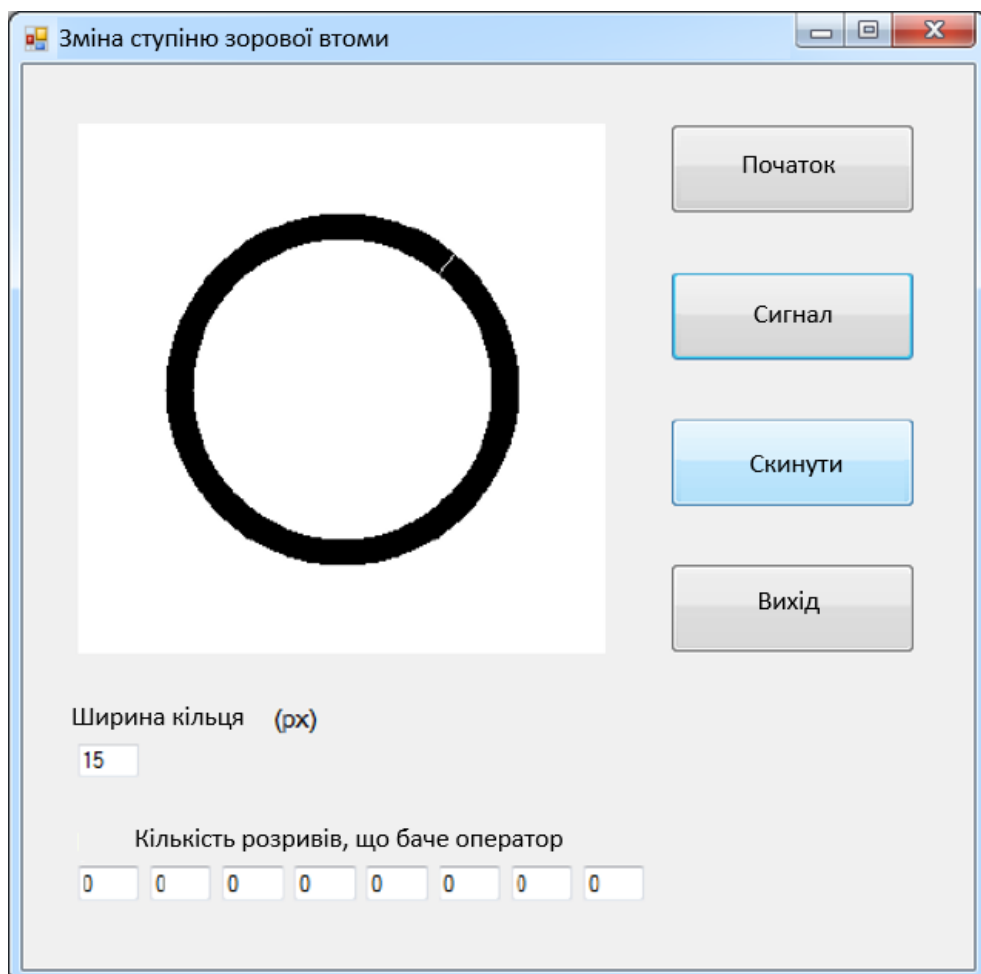 Зміна ступіню зорової втоми
Початок
Сигнал
Скинути
Вихід
Ширина кільця (px)
15
Кількість розривів, що баче оператор
0 0 0 0 0 0 0 0